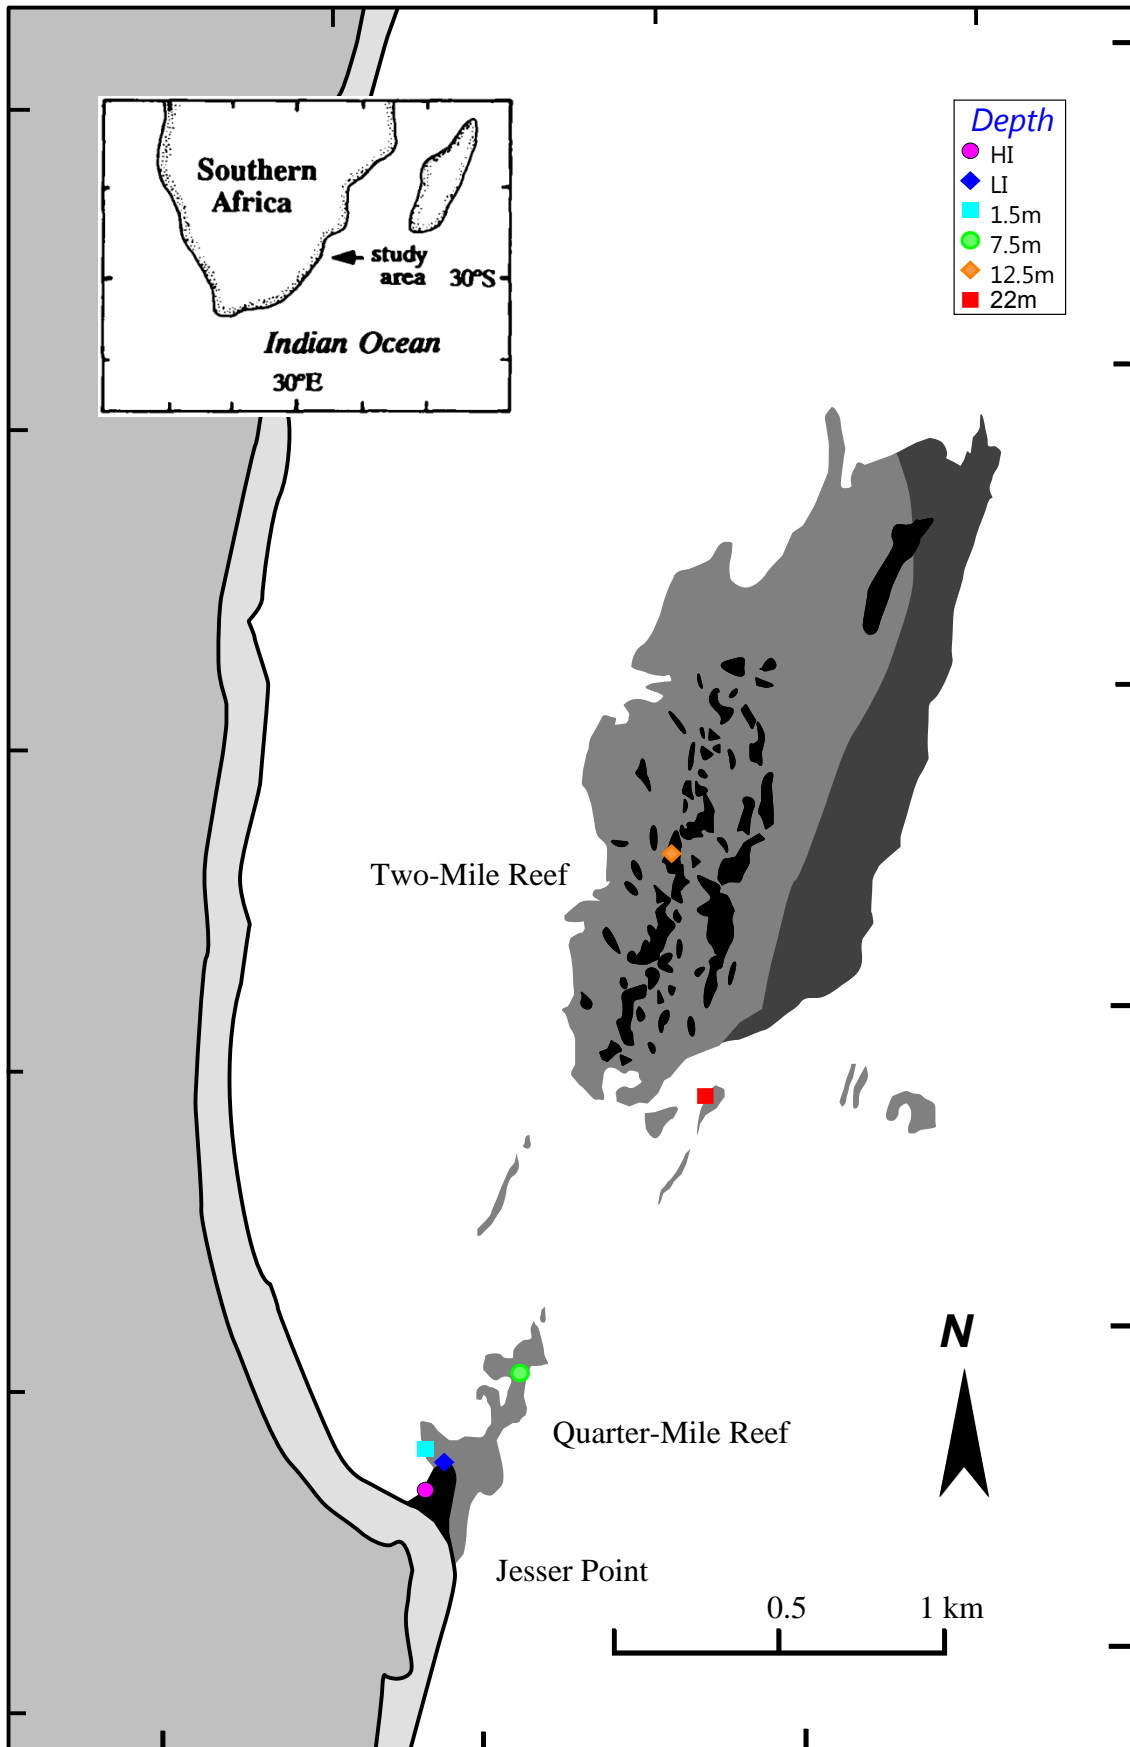 Southern
Africa
study
area
30°S
Indian Ocean
30°E
Depth
HI
LI
1.5m
7.5m
12.5m
22m
Two-Mile Reef
N
Quarter-Mile Reef
Jesser Point
0.5 1 km